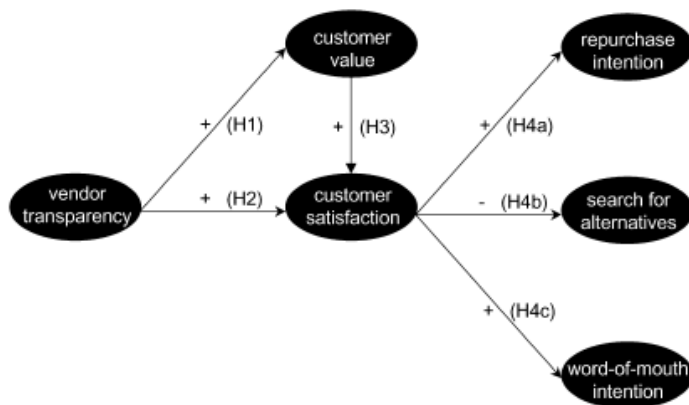 customer
value
repurchase
intention
+ (H1)
+ (H3)
+ (H4a)
vendor
transparency
+ (H2)
customer
satisfaction
- (H4b)
search for
alternatives
+ (H4c)
word-of-mouth
intention